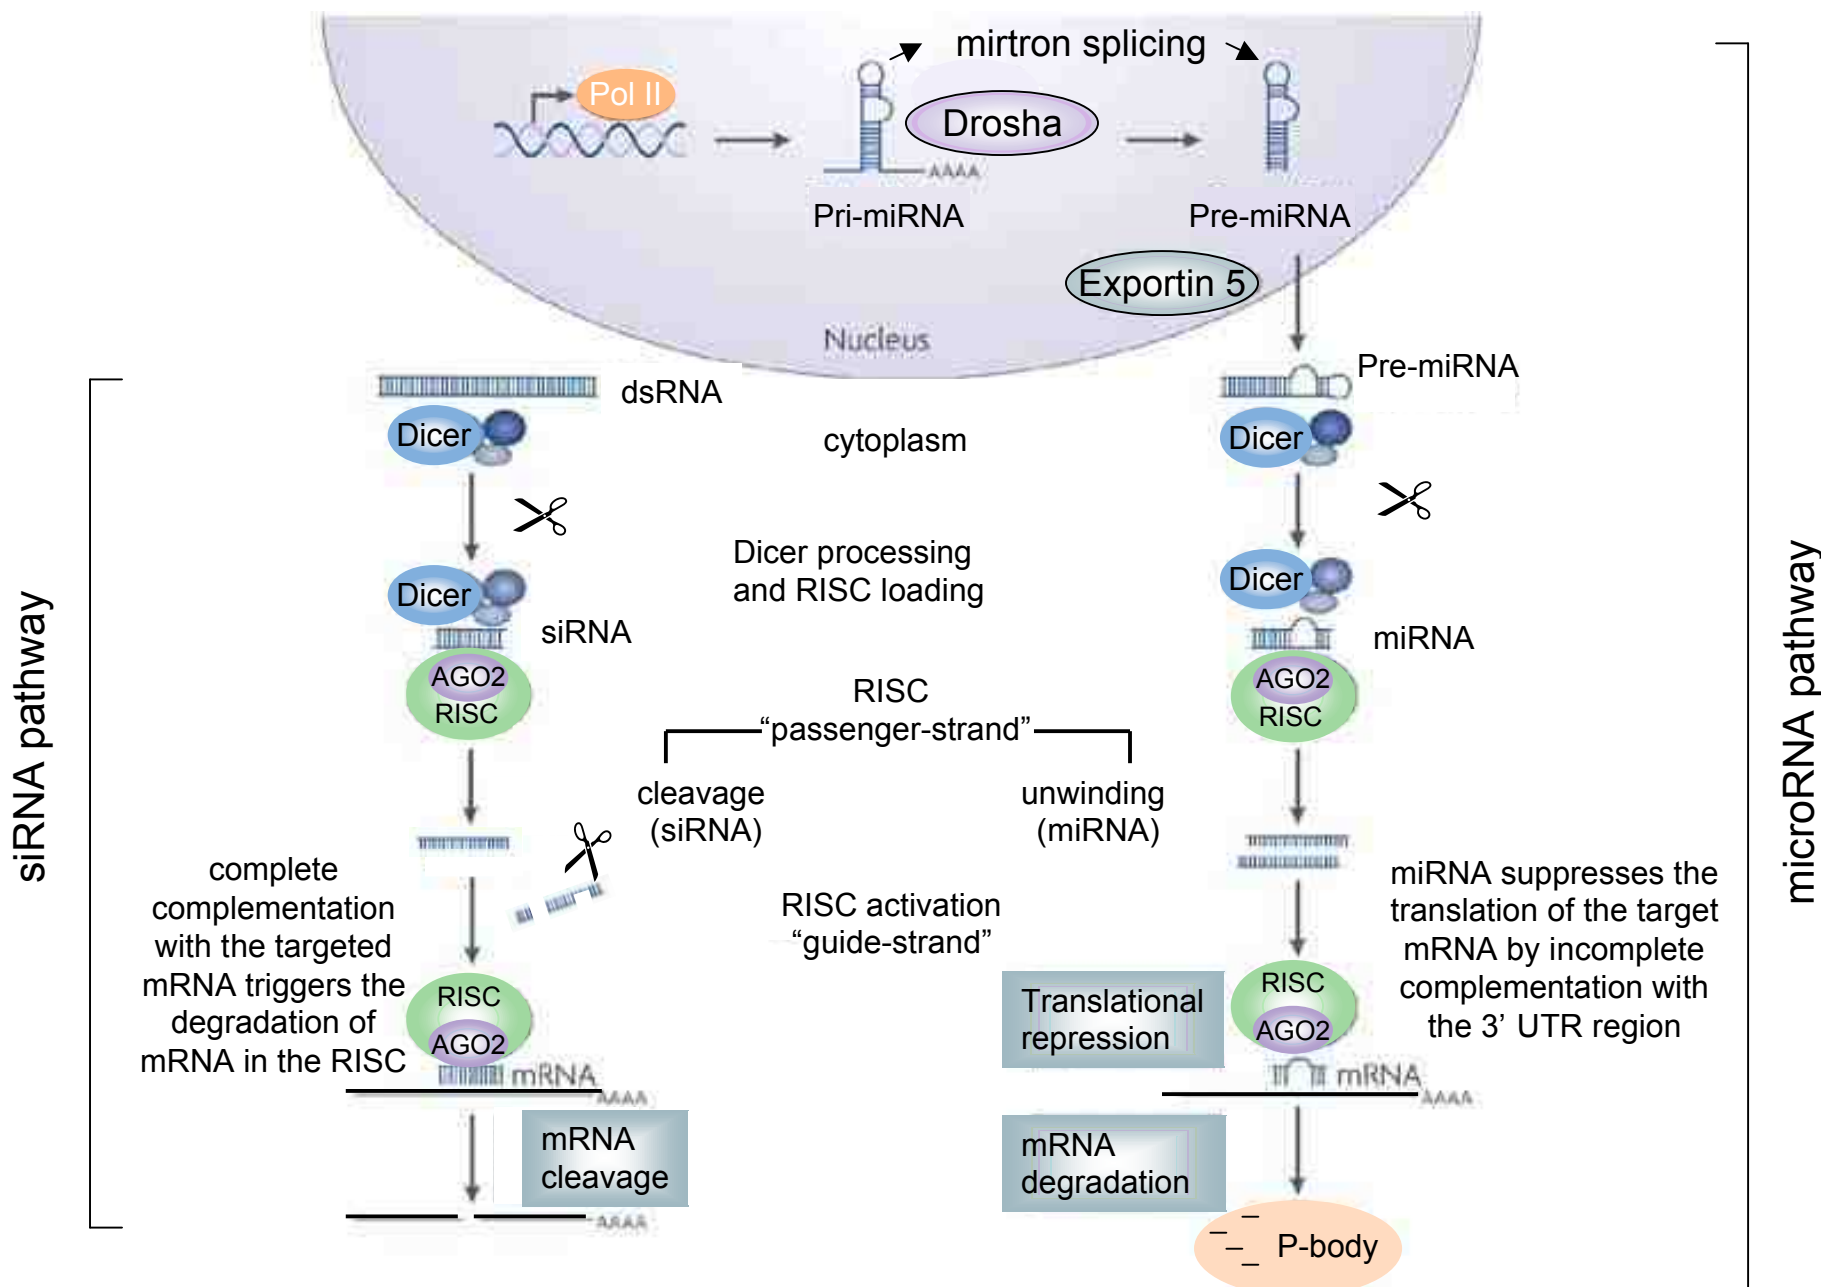 mirtron splicing
Pol II
Drosha
AAAA
Pri-miRNA
Pre-miRNA
Exportin 5
Nucleus
siRNA pathway
dsRNA
Dicer
cytoplasm
Pre-miRNA
Dicer
Dicer processing
and RISC loading
Dicer
siRNA
AGO2
RISC
Dicer
miRNA
AGO2
RISC
RISC
“passenger-strand”
cleavage
(siRNA)
unwinding
(miRNA)
complete
complementation
with the targeted
mRNA triggers the
degradation of
mRNA in the RISC
RISC activation
“guide-strand”
miRNA suppresses the
translation of the target
mRNA by incomplete
complementation with
the 3’ UTR region
RISC
AGO2
mRNA
AAAA
Translational
repression
RISC
AGO2
mRNA
AAAA
mRNA
cleavage
AAAA
mRNA
degradation
P-body
microRNA pathway